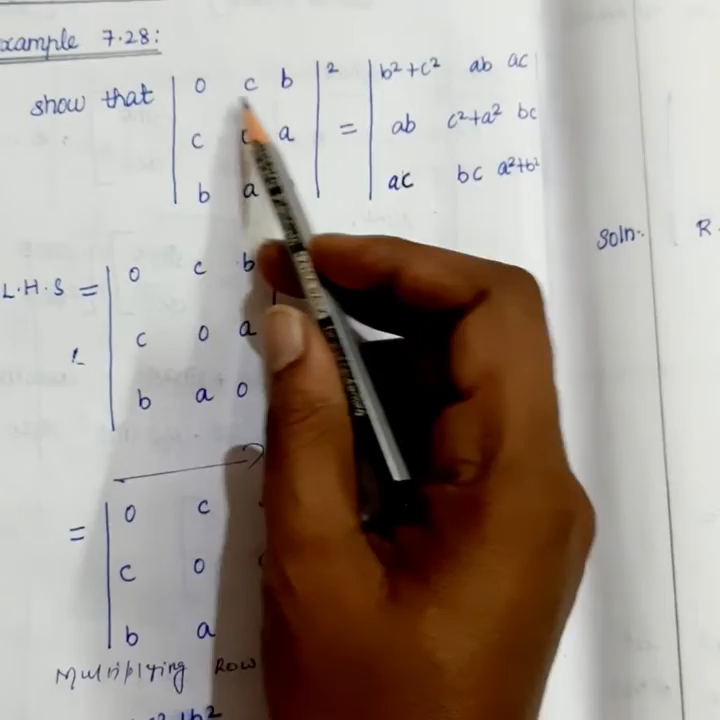 xample 7.28:
show that | 0 c b |² = | b²+c² ab ac |
c a = ab c²+a² bc
b a ac bc a²+b²
Soln:- R.
L.H.S = | 0 c b
c 0 a
b a 0
= | 0 c
c 0
b a
Multiplying Row